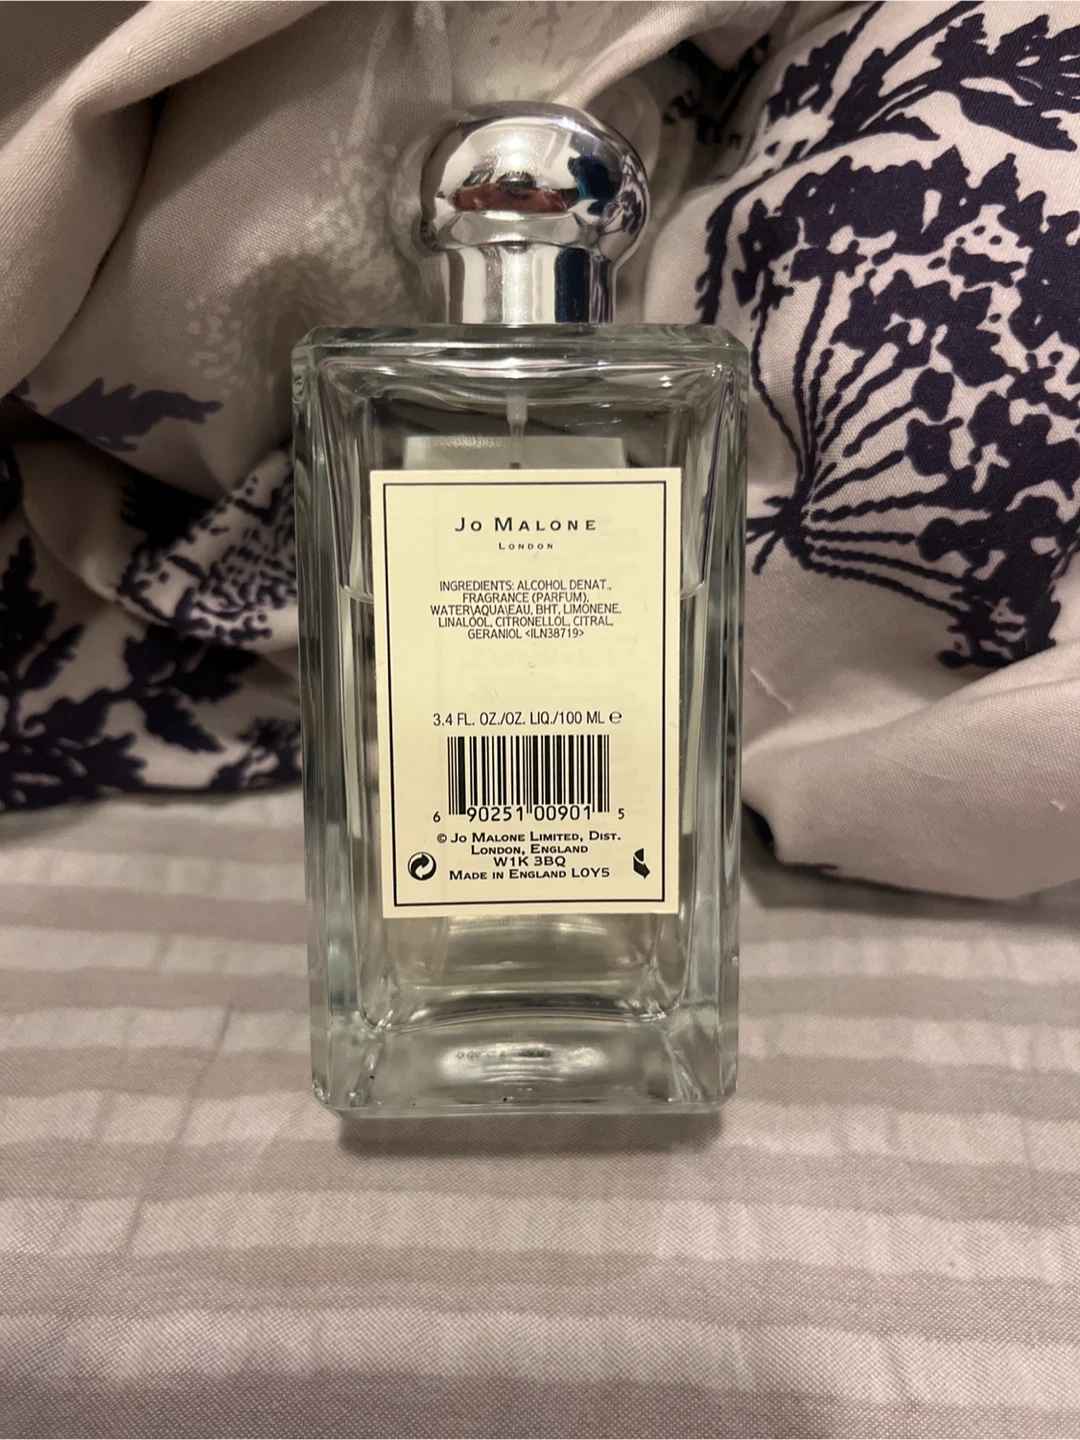 Jo Malone
London
INGREDIENTS: ALCOHOL DENAT.,
FRAGRANCE (PARFUM),
WATER\AQUA\EAU, BHT, LIMONENE,
LINALOOL, CITRONELLOL, CITRAL,
GERANIOL <ILN38719>
3.4 FL. OZ./OZ. LIQ./100 ML ℮
6 90251 00901 5
© Jo Malone Limited, Dist.
London, England
W1K 3BQ
Made in England LOY5